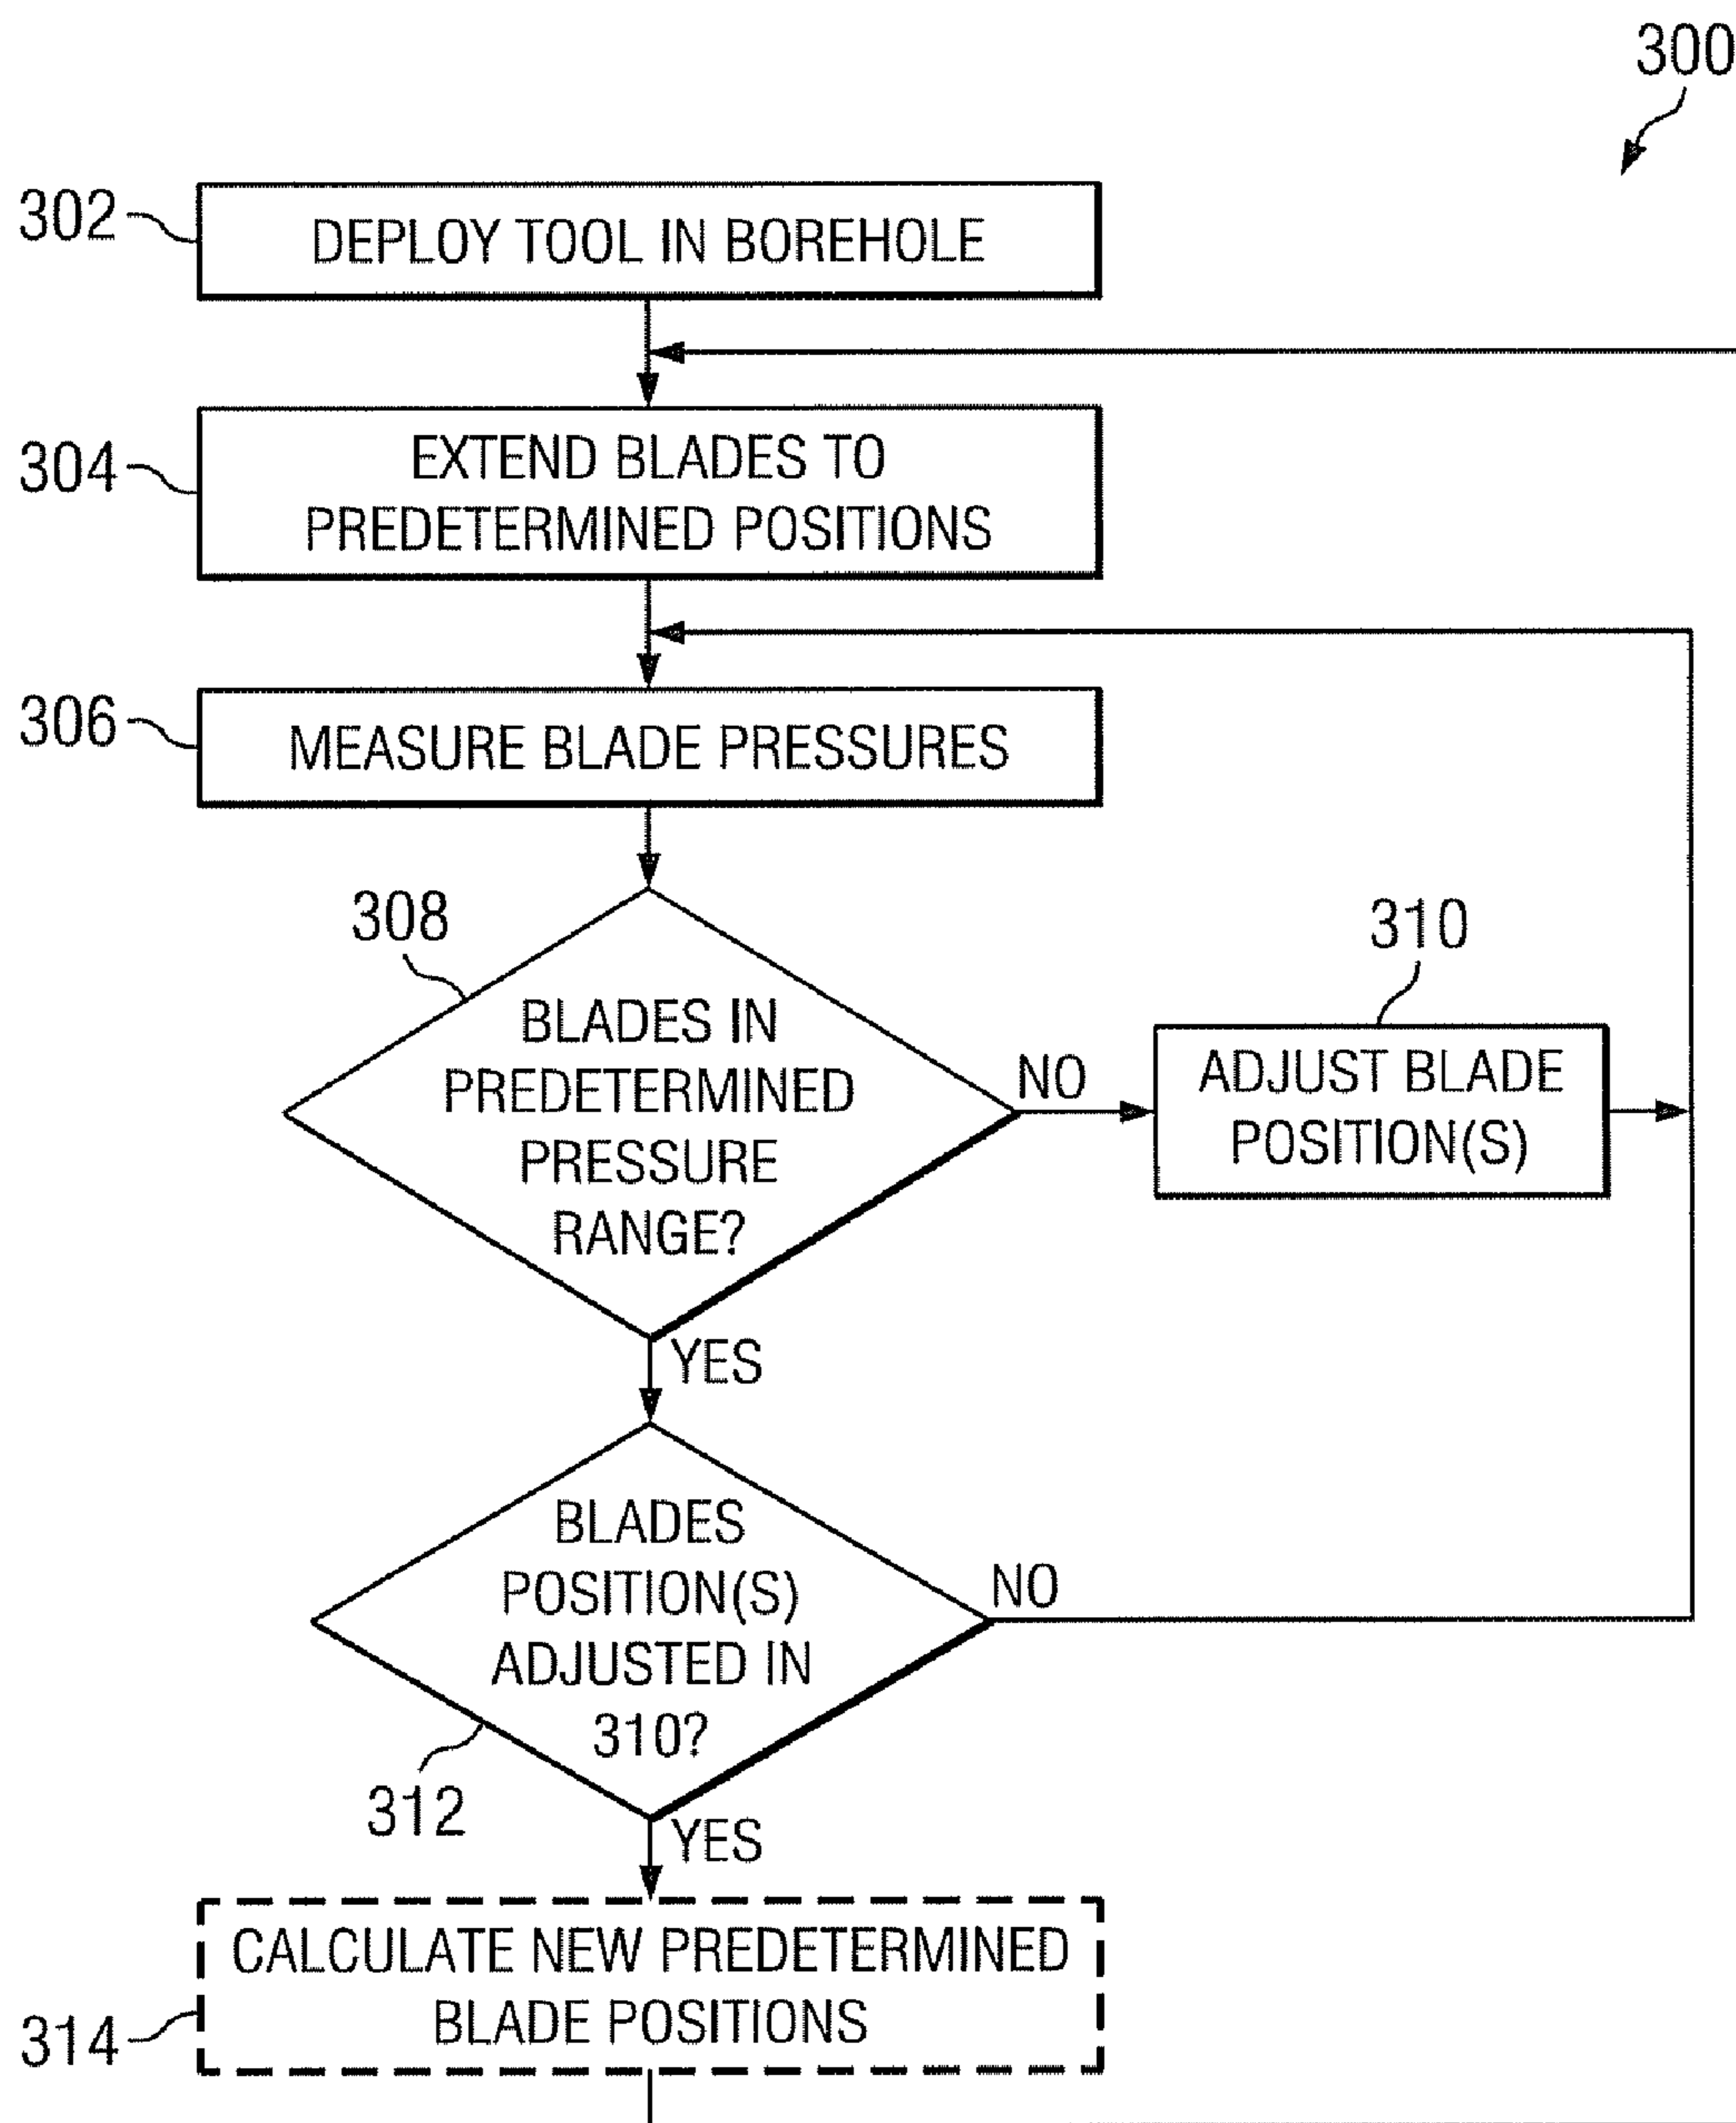 300
302
DEPLOY TOOL IN BOREHOLE
304
EXTEND BLADES TO
PREDETERMINED POSITIONS
306
MEASURE BLADE PRESSURES
308
BLADES IN
PREDETERMINED
PRESSURE
RANGE?
NO
310
ADJUST BLADE
POSITION(S)
YES
BLADES
POSITION(S)
ADJUSTED IN
310?
NO
312
YES
314
CALCULATE NEW PREDETERMINED
BLADE POSITIONS